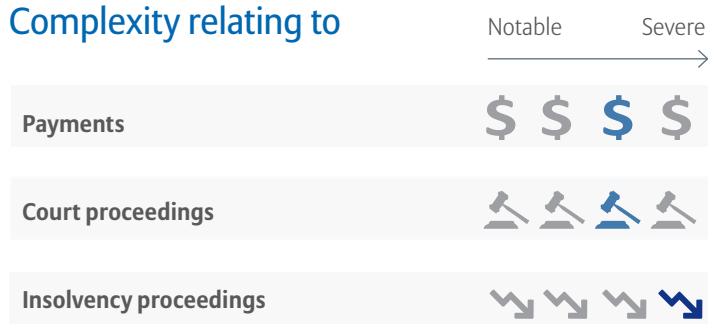 Complexity relating to
Notable Severe
Payments $ $ $ $
Court proceedings
Insolvency proceedings